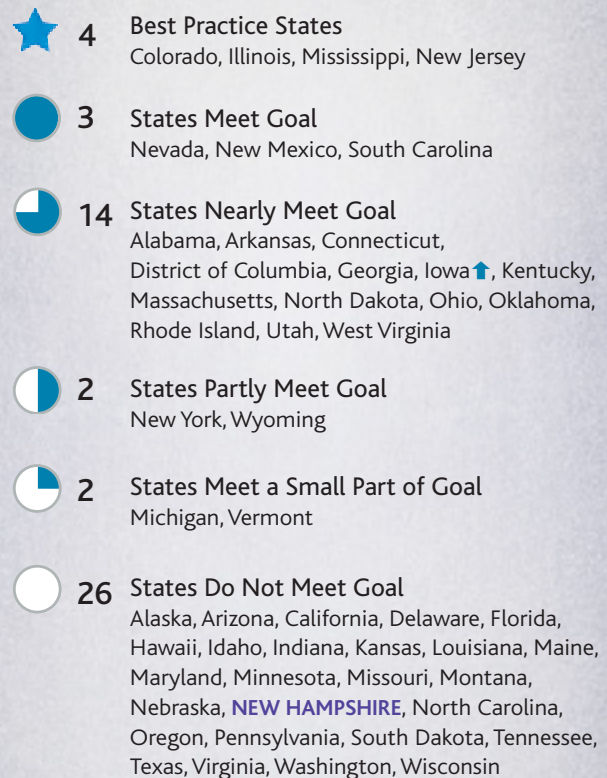 4 Best Practice States
Colorado, Illinois, Mississippi, New Jersey
3 States Meet Goal
Nevada, New Mexico, South Carolina
14 States Nearly Meet Goal
Alabama, Arkansas, Connecticut,
District of Columbia, Georgia, Iowa⬆, Kentucky,
Massachusetts, North Dakota, Ohio, Oklahoma,
Rhode Island, Utah, West Virginia
2 States Partly Meet Goal
New York, Wyoming
2 States Meet a Small Part of Goal
Michigan, Vermont
26 States Do Not Meet Goal
Alaska, Arizona, California, Delaware, Florida,
Hawaii, Idaho, Indiana, Kansas, Louisiana, Maine,
Maryland, Minnesota, Missouri, Montana,
Nebraska, NEW HAMPSHIRE, North Carolina,
Oregon, Pennsylvania, South Dakota, Tennessee,
Texas, Virginia, Washington, Wisconsin